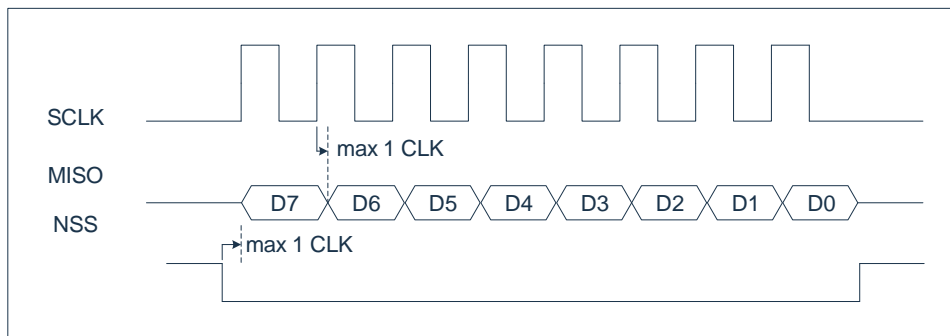 SCLK
max 1 CLK
MISO
D7 D6 D5 D4 D3 D2 D1 D0
NSS
max 1 CLK